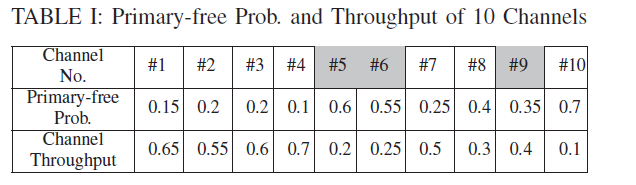 TABLE I: Primary-free Prob. and Throughput of 10 Channels
Channel No. #1 #2 #3 #4 #5 #6 #7 #8 #9 #10
Primary-free Prob. 0.15 0.2 0.2 0.1 0.6 0.55 0.25 0.4 0.35 0.7
Channel Throughput 0.65 0.55 0.6 0.7 0.2 0.25 0.5 0.3 0.4 0.1